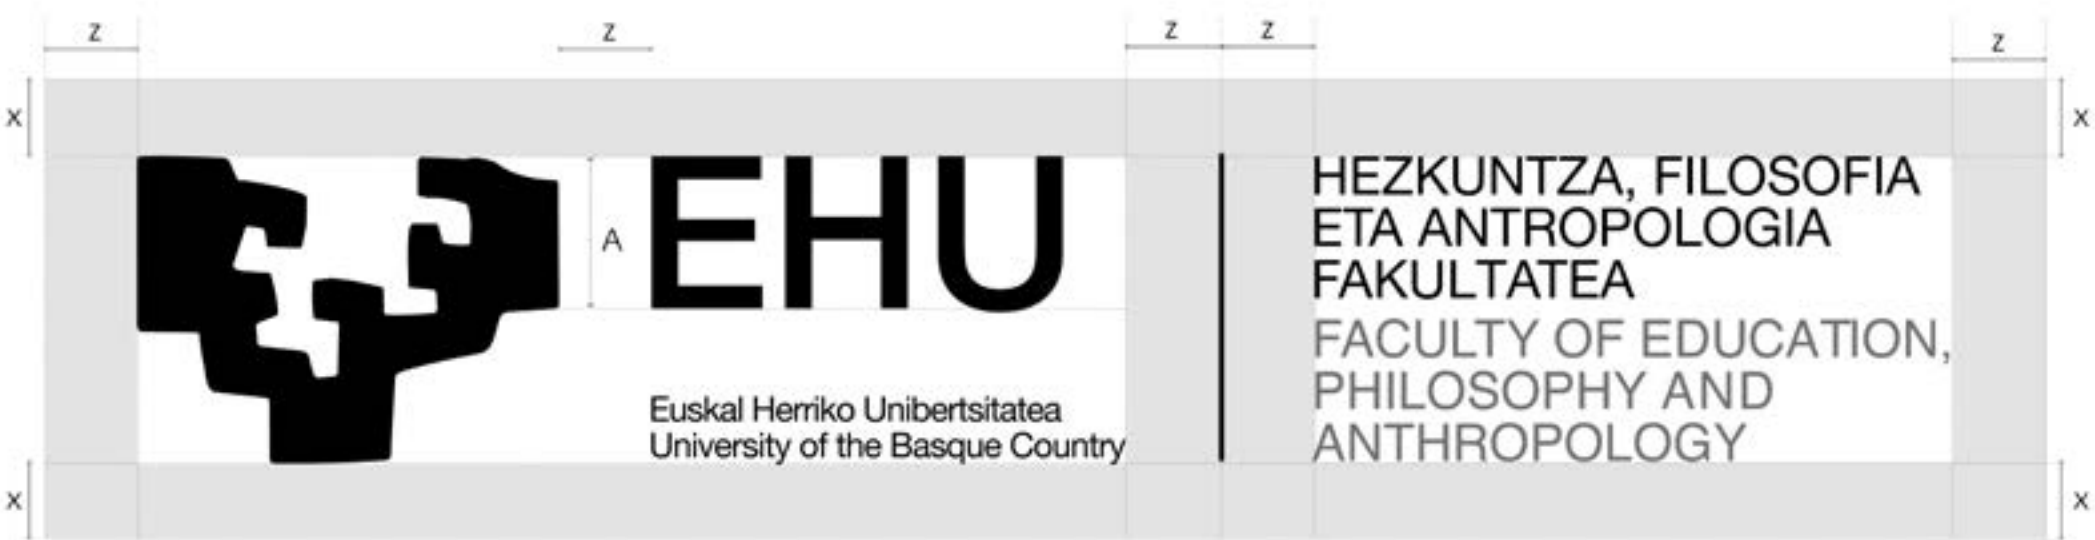 z
z
z
z
z
x
x
A
EHU
Euskal Herriko Unibertsitatea
University of the Basque Country
HEZKUNTZA, FILOSOFIA
ETA ANTROPOLOGIA
FAKULTATEA
FACULTY OF EDUCATION,
PHILOSOPHY AND
ANTHROPOLOGY
x
x